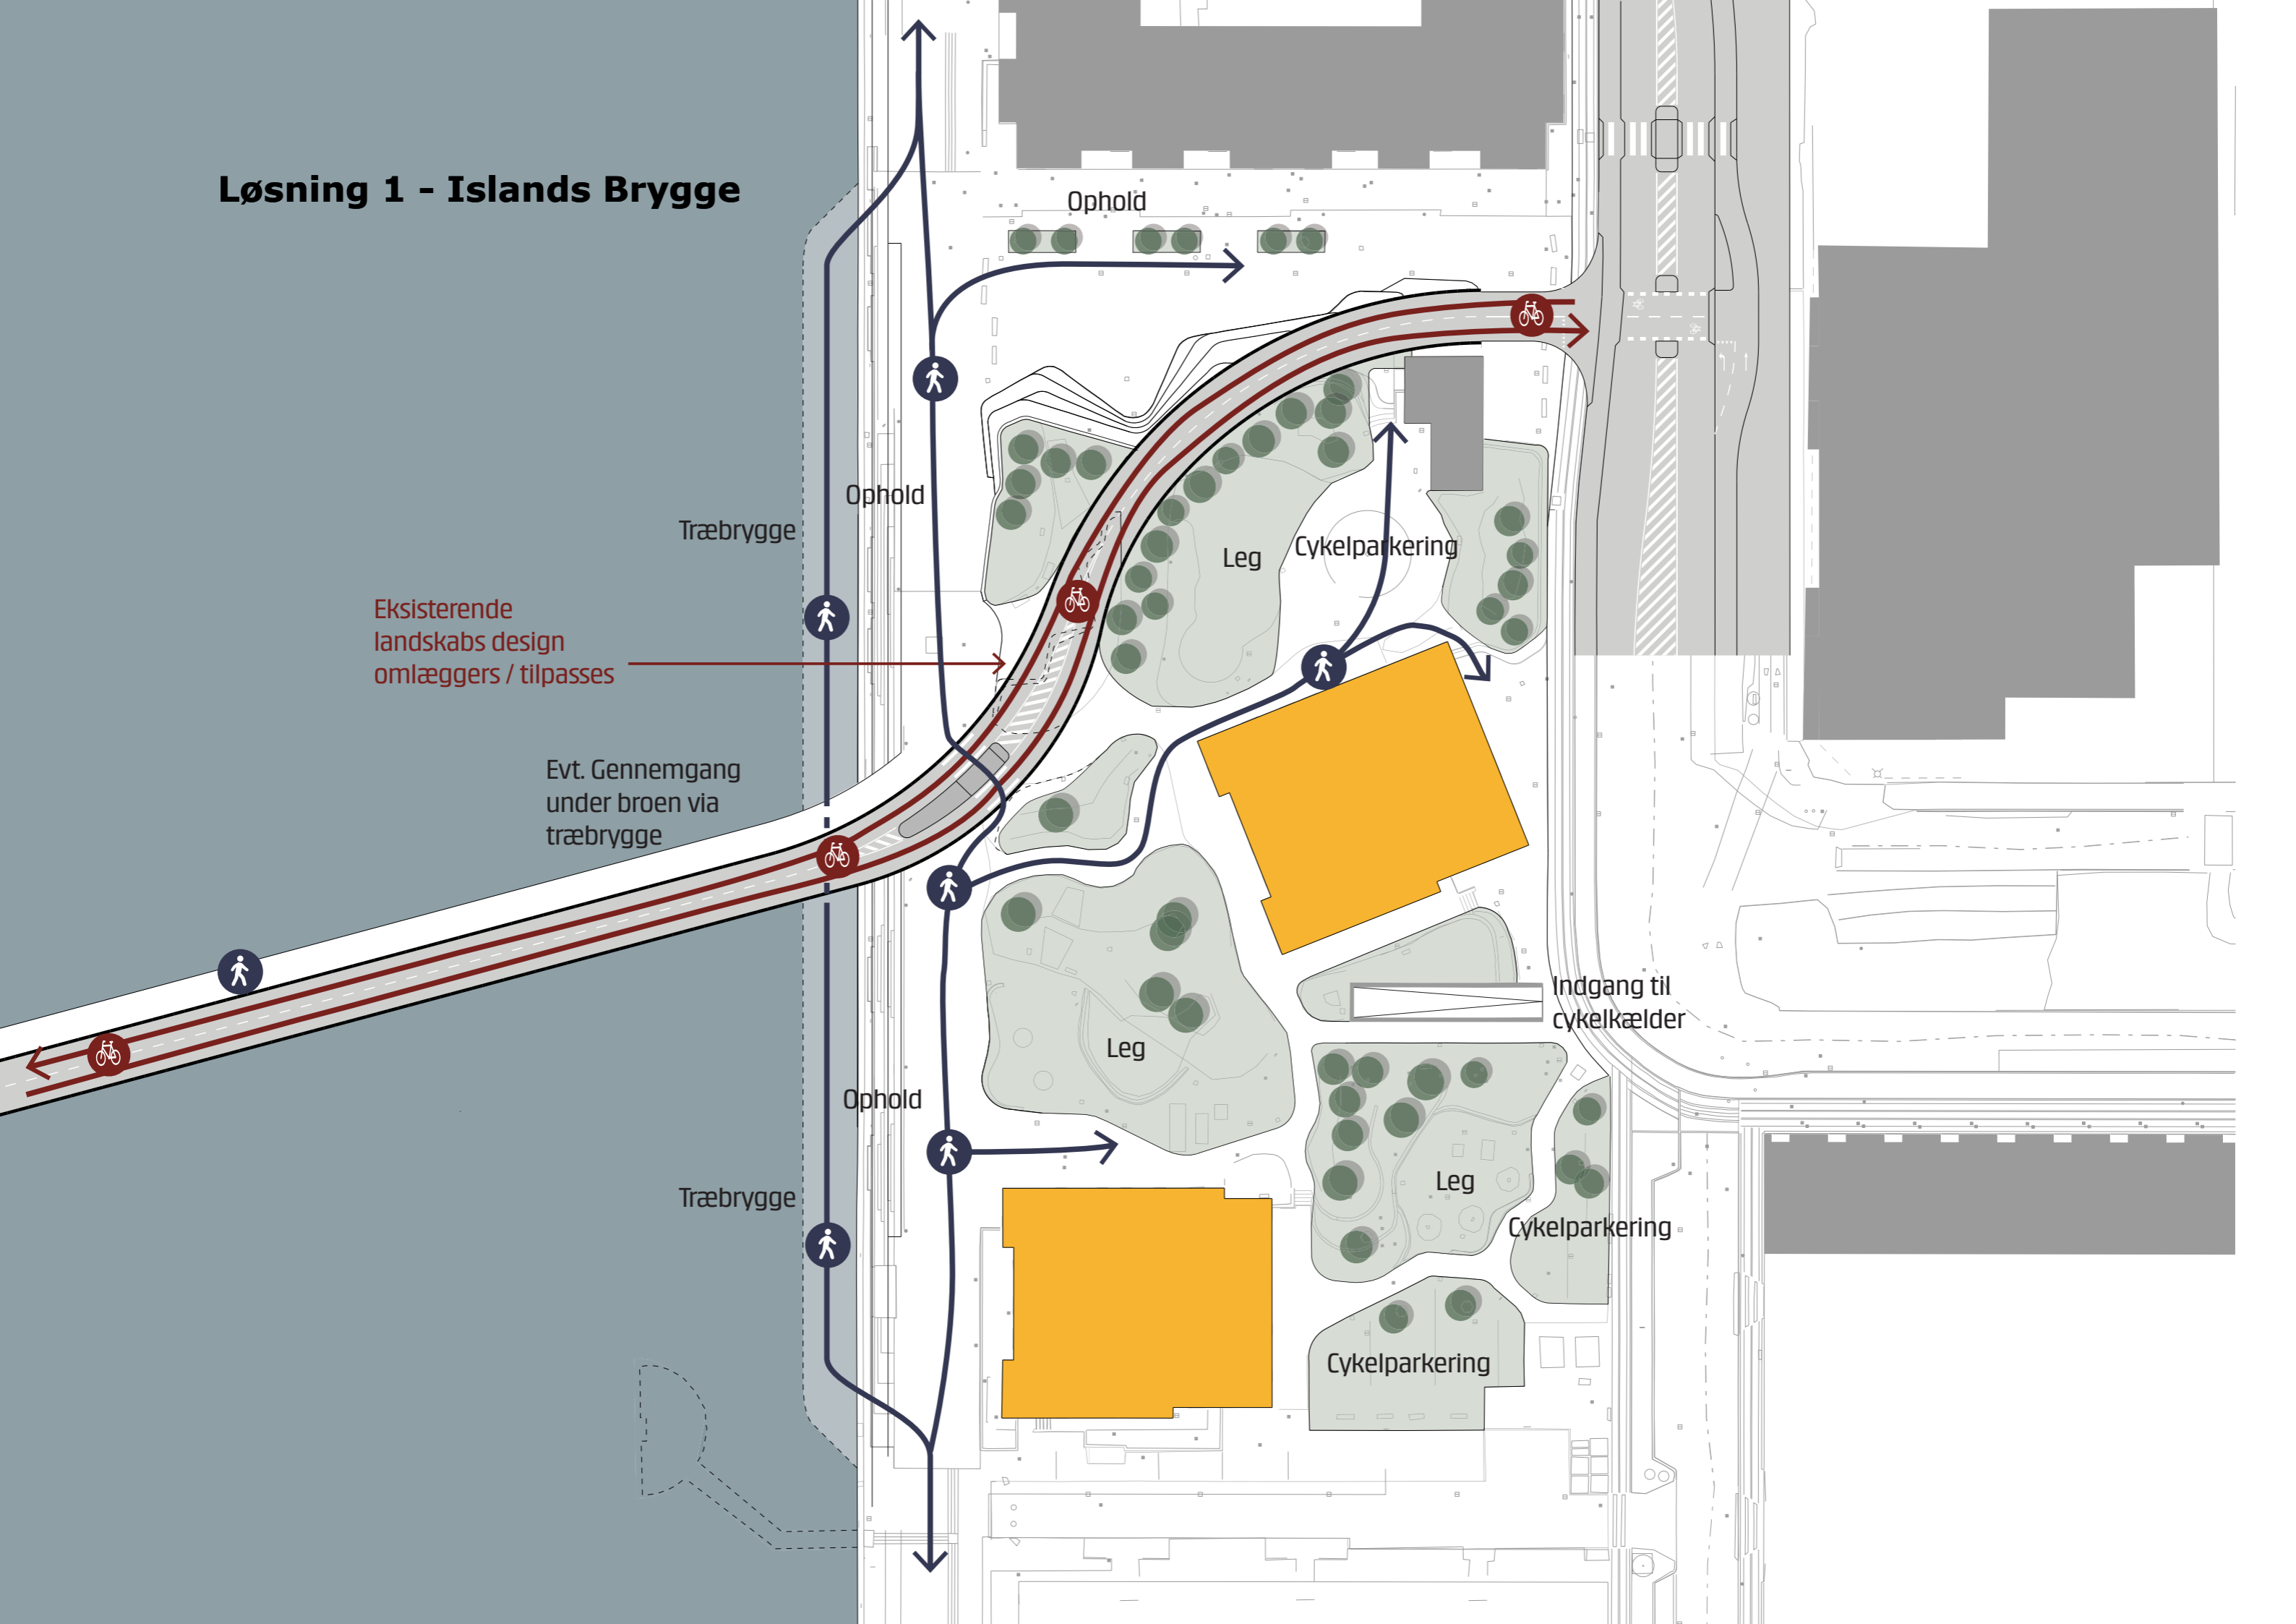 Løsning 1 - Islands Brygge
Ophold
Ophold
Træbrygge
Leg
Cykelparkering
Eksisterende
landskabs design
omlæggers / tilpasses
Evt. Gennemgang
under broen via
træbrygge
Indgang til
cykelkælder
Leg
Ophold
Træbrygge
Leg
Cykelparkering
Cykelparkering